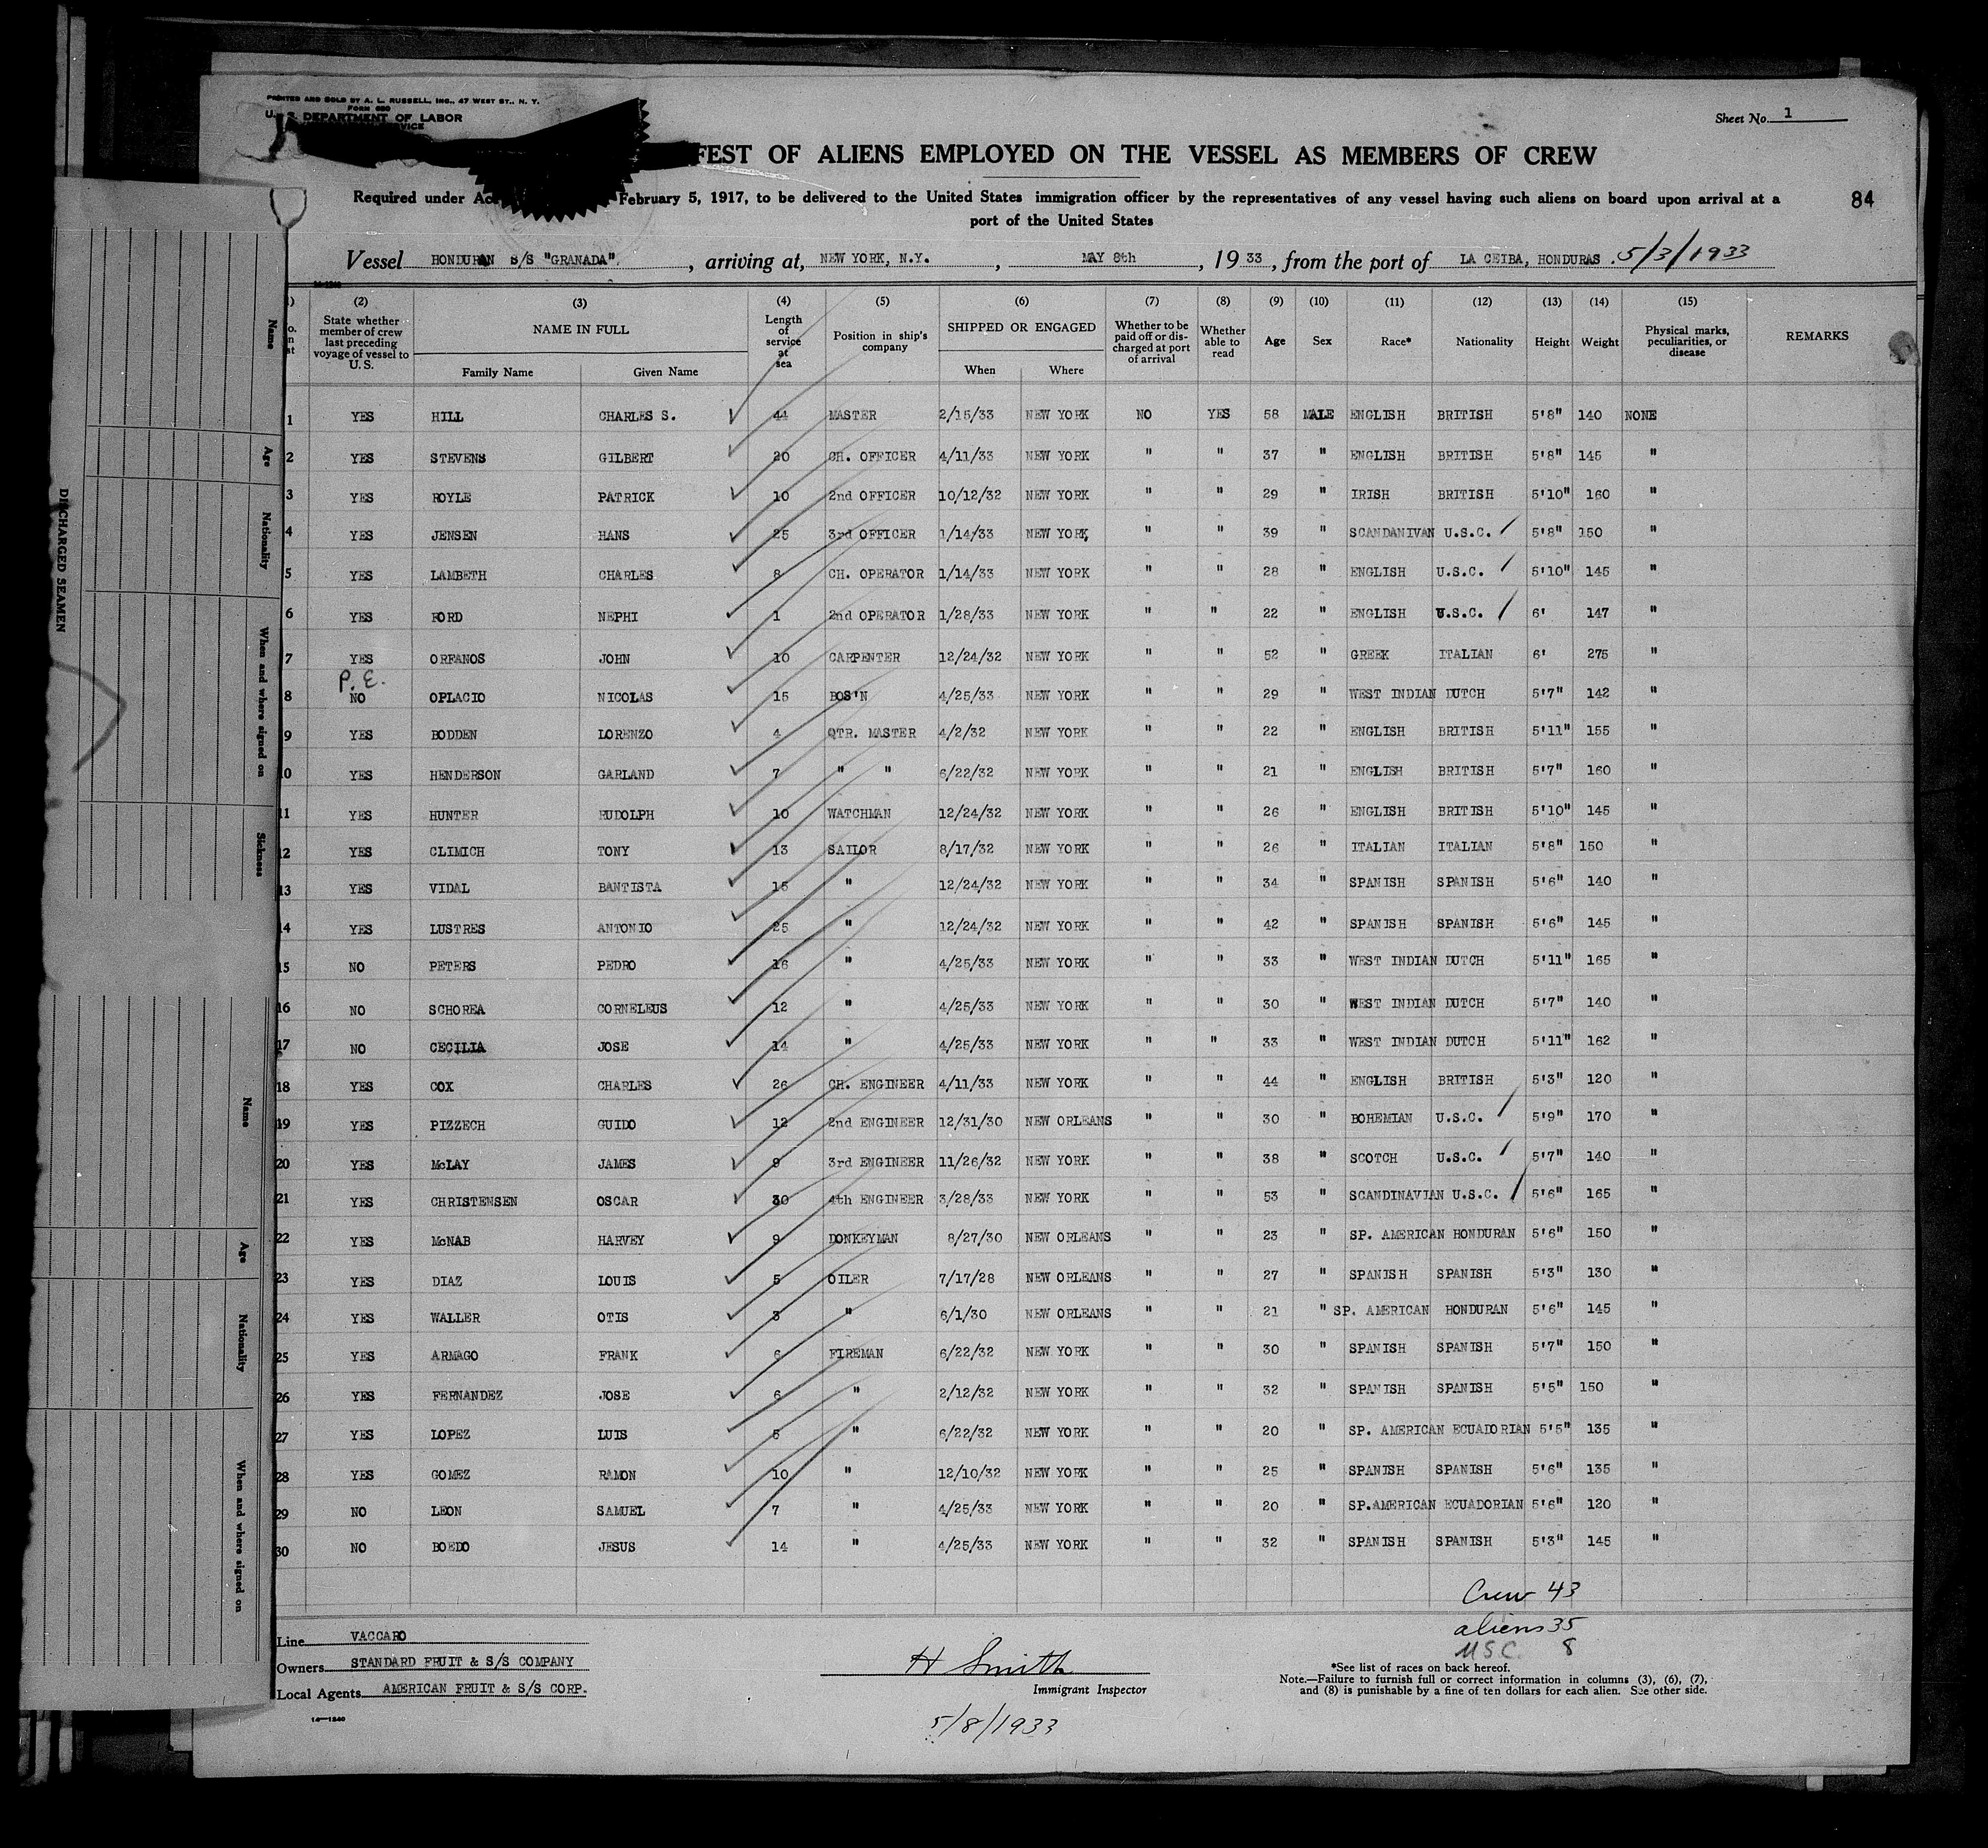 PRINTED AND SOLD BY A. L. RUSSELL, INC., 47 WEST ST., N. Y.
FORM 680
U. S. DEPARTMENT OF LABOR
SERVICE
Sheet No. 1
FEST OF ALIENS EMPLOYED ON THE VESSEL AS MEMBERS OF CREW
Required under Act February 5, 1917, to be delivered to the United States immigration officer by the representatives of any vessel having such aliens on board upon arrival at a
port of the United States
84
Vessel HONDURAN S/S "GRANADA", arriving at, NEW YORK, N.Y., MAY 8th, 1933, from the port of LA CEIBA, HONDURAS. 5/3/1933
(2) (3) (4) (5) (6) (7) (8) (9) (10) (11) (12) (13) (14) (15)
State whether member of crew last preceding voyage of vessel to U. S. NAME IN FULL Family Name Given Name Length of service at sea Position in ship's company SHIPPED OR ENGAGED When Where Whether to be paid off or discharged at port of arrival Whether able to read Age Sex Race* Nationality Height Weight Physical marks, peculiarities, or disease REMARKS
1 YES HILL CHARLES S. 44 MASTER 2/15/33 NEW YORK NO YES 58 MALE ENGLISH BRITISH 5'8" 140 NONE
2 YES STEVENS GILBERT 20 CH. OFFICER 4/11/33 NEW YORK " " 37 " ENGLISH BRITISH 5'8" 145 "
3 YES ROYLE PATRICK 10 2nd OFFICER 10/12/32 NEW YORK " " 29 " IRISH BRITISH 5'10" 160 "
4 YES JENSEN HANS 25 3rd OFFICER 1/14/33 NEW YORK " " 39 " SCANDANIVAN U.S.C. 5'8" 150 "
5 YES LAMBETH CHARLES 8 CH. OPERATOR 1/14/33 NEW YORK " " 28 " ENGLISH U.S.C. 5'10" 145 "
6 YES FORD NEPHI 1 2nd OPERATOR 1/28/33 NEW YORK " " 22 " ENGLISH U.S.C. 6' 147 "
7 YES ORFANOS JOHN 10 CARPENTER 12/24/32 NEW YORK " " 52 " GREEK ITALIAN 6' 275 "
P. E.
8 NO OPLACIO NICOLAS 15 BOS'N 4/25/33 NEW YORK " " 29 " WEST INDIAN DUTCH 5'7" 142 "
9 YES BODDEN LORENZO 4 QTR. MASTER 4/2/32 NEW YORK " " 22 " ENGLISH BRITISH 5'11" 155 "
10 YES HENDERSON GARLAND 7 " " 6/22/32 NEW YORK " " 21 " ENGLISH BRITISH 5'7" 160 "
11 YES HUNTER RUDOLPH 10 WATCHMAN 12/24/32 NEW YORK " " 26 " ENGLISH BRITISH 5'10" 145 "
12 YES CLIMICH TONY 13 SAILOR 8/17/32 NEW YORK " " 26 " ITALIAN ITALIAN 5'8" 150 "
13 YES VIDAL BANTISTA 15 " 12/24/32 NEW YORK " " 34 " SPANISH SPANISH 5'6" 140 "
14 YES LUSTRES ANTONIO 25 " 12/24/32 NEW YORK " " 42 " SPANISH SPANISH 5'6" 145 "
15 NO PETERS PEDRO 16 " 4/25/33 NEW YORK " " 33 " WEST INDIAN DUTCH 5'11" 165 "
16 NO SCHOREA CORNELEUS 12 " 4/25/33 NEW YORK " " 30 " WEST INDIAN DUTCH 5'7" 140 "
17 NO CECILIA JOSE 14 " 4/25/33 NEW YORK " " 33 " WEST INDIAN DUTCH 5'11" 162 "
18 YES COX CHARLES 26 CH. ENGINEER 4/11/33 NEW YORK " " 44 " ENGLISH BRITISH 5'3" 120 "
19 YES PIZZECH GUIDO 12 2nd ENGINEER 12/31/30 NEW ORLEANS " " 30 " BOHEMIAN U.S.C. 5'9" 170 "
20 YES McLAY JAMES 9 3rd ENGINEER 11/26/32 NEW YORK " " 38 " SCOTCH U.S.C. 5'7" 140 "
21 YES CHRISTENSEN OSCAR 30 4th ENGINEER 3/28/33 NEW YORK " " 53 " SCANDINAVIAN U.S.C. 5'6" 165 "
22 YES McNAB HARVEY 9 DONKEYMAN 8/27/30 NEW ORLEANS " " 23 " SP. AMERICAN HONDURAN 5'6" 150 "
23 YES DIAZ LOUIS 5 OILER 7/17/28 NEW ORLEANS " " 27 " SPANISH SPANISH 5'3" 130 "
24 YES WALLER OTIS 3 " 6/1/30 NEW ORLEANS " " 21 " SP. AMERICAN HONDURAN 5'6" 145 "
25 YES ARMAGO FRANK 6 FIREMAN 6/22/32 NEW YORK " " 30 " SPANISH SPANISH 5'7" 150 "
26 YES FERNANDEZ JOSE 6 " 2/12/32 NEW YORK " " 32 " SPANISH SPANISH 5'5" 150 "
27 YES LOPEZ LUIS 5 " 6/22/32 NEW YORK " " 20 " SP. AMERICAN ECUADORIAN 5'5" 135 "
28 YES GOMEZ RAMON 10 " 12/10/32 NEW YORK " " 25 " SPANISH SPANISH 5'6" 135 "
29 NO LEON SAMUEL 7 " 4/25/33 NEW YORK " " 20 " SP.AMERICAN ECUADORIAN 5'6" 120 "
30 NO BOEDO JESUS 14 " 4/25/33 NEW YORK " " 32 " SPANISH SPANISH 5'3" 145 "
Crew 43
aliens 35
U.S.C. 8
Line VACCARO
Owners STANDARD FRUIT & S/S COMPANY
Local Agents AMERICAN FRUIT & S/S CORP.
14—1240
H Smith
Immigrant Inspector
5/8/1933
*See list of races on back hereof.
Note.—Failure to furnish full or correct information in columns (3), (6), (7),
and (8) is punishable by a fine of ten dollars for each alien. See other side.
DISCHARGED SEAMEN
Name
Age
Nationality
When and where signed on
Sickness
Name
Age
Nationality
When and where signed on